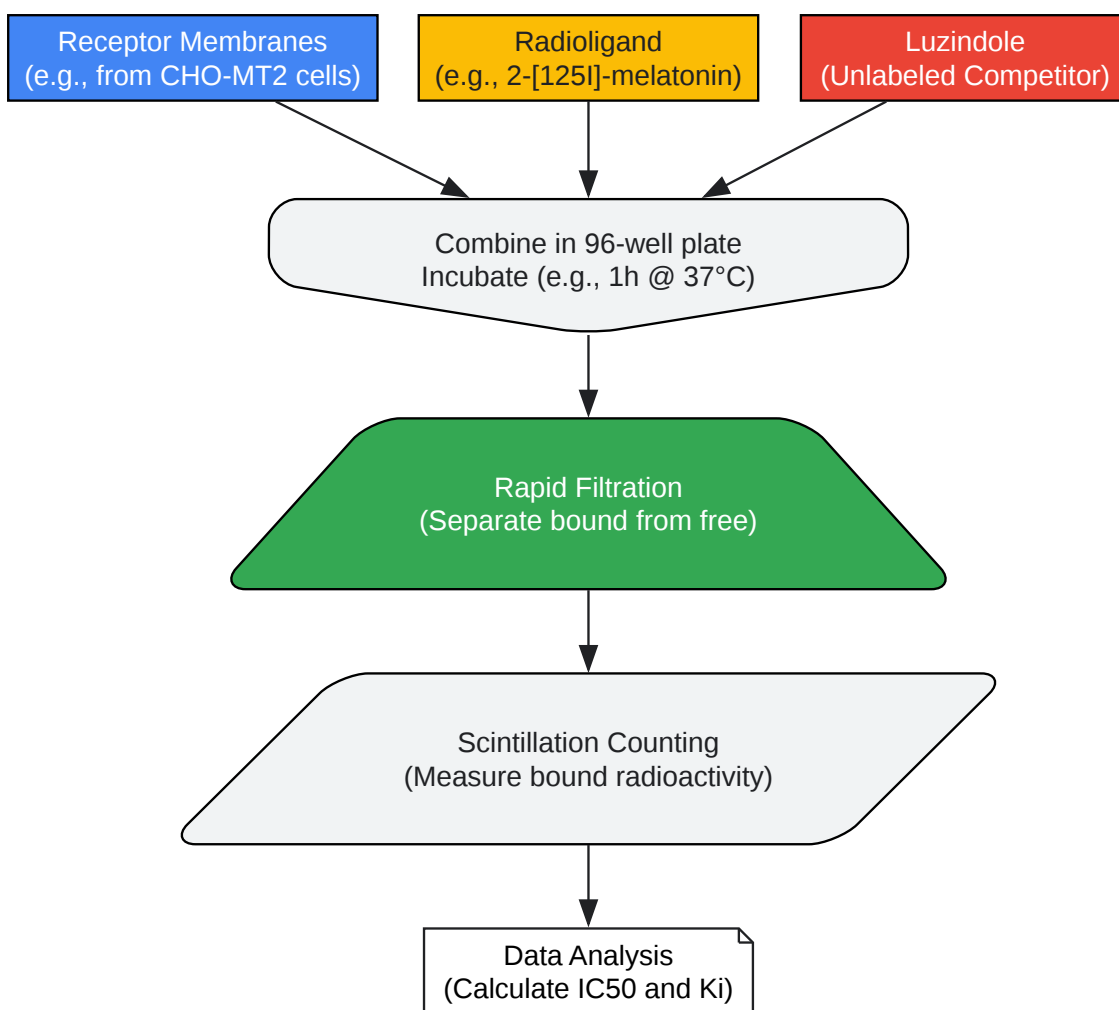 Receptor Membranes
(e.g., from CHO-MT2 cells)
Radioligand
(e.g., 2-[125I]-melatonin)
Luzindole
(Unlabeled Competitor)
Combine in 96-well plate
Incubate (e.g., 1h @ 37°C)
Rapid Filtration
(Separate bound from free)
Scintillation Counting
(Measure bound radioactivity)
Data Analysis
(Calculate IC50 and Ki)